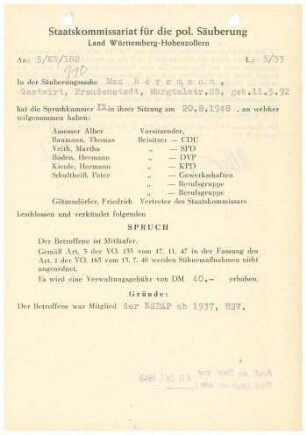 Staatskommissariat für die pol. Säuberung
Land Württemberg-Hohenzollern
Az.: 5/KR/182
L.: 5/33
110
In der Säuberungssache Max Bärrmann,
Gastwirt, Freudenstadt, Murgtalstr.22, geb.11.5.92
hat die Spruchkammer IX in ihrer Sitzung am 20.8.1948. an welcher
teilgenommen haben:
Assessor Alber Vorsitzender,
Baumann, Thomas Beisitzer — CDU
Veith, Martha „ — SPD
Baden, Hermann „ — DVP
Kienle, Hermann „ — KPD
Schultheiß, Peter „ — Gewerkschaften
„ — Berufsgruppe
„ — Berufsgruppe
Götzendörfer, Friedrich Vertreter des Staatskommissars
beschlossen und verkündet folgenden
SPRUCH
Der Betroffene ist Mitläufer.
Gemäß Art. 3 der VO. 133 vom 17. 11. 47 in der Fassung des
Art. 1 der VO. 165 vom 13. 7. 48 werden Sühnemaßnahmen nicht
angeordnet.
Es wird eine Verwaltungsgebühr von DM 40,— erhoben.
Gründe:
Der Betroffene war Mitglied der NSDAP ab 1937, NSV.